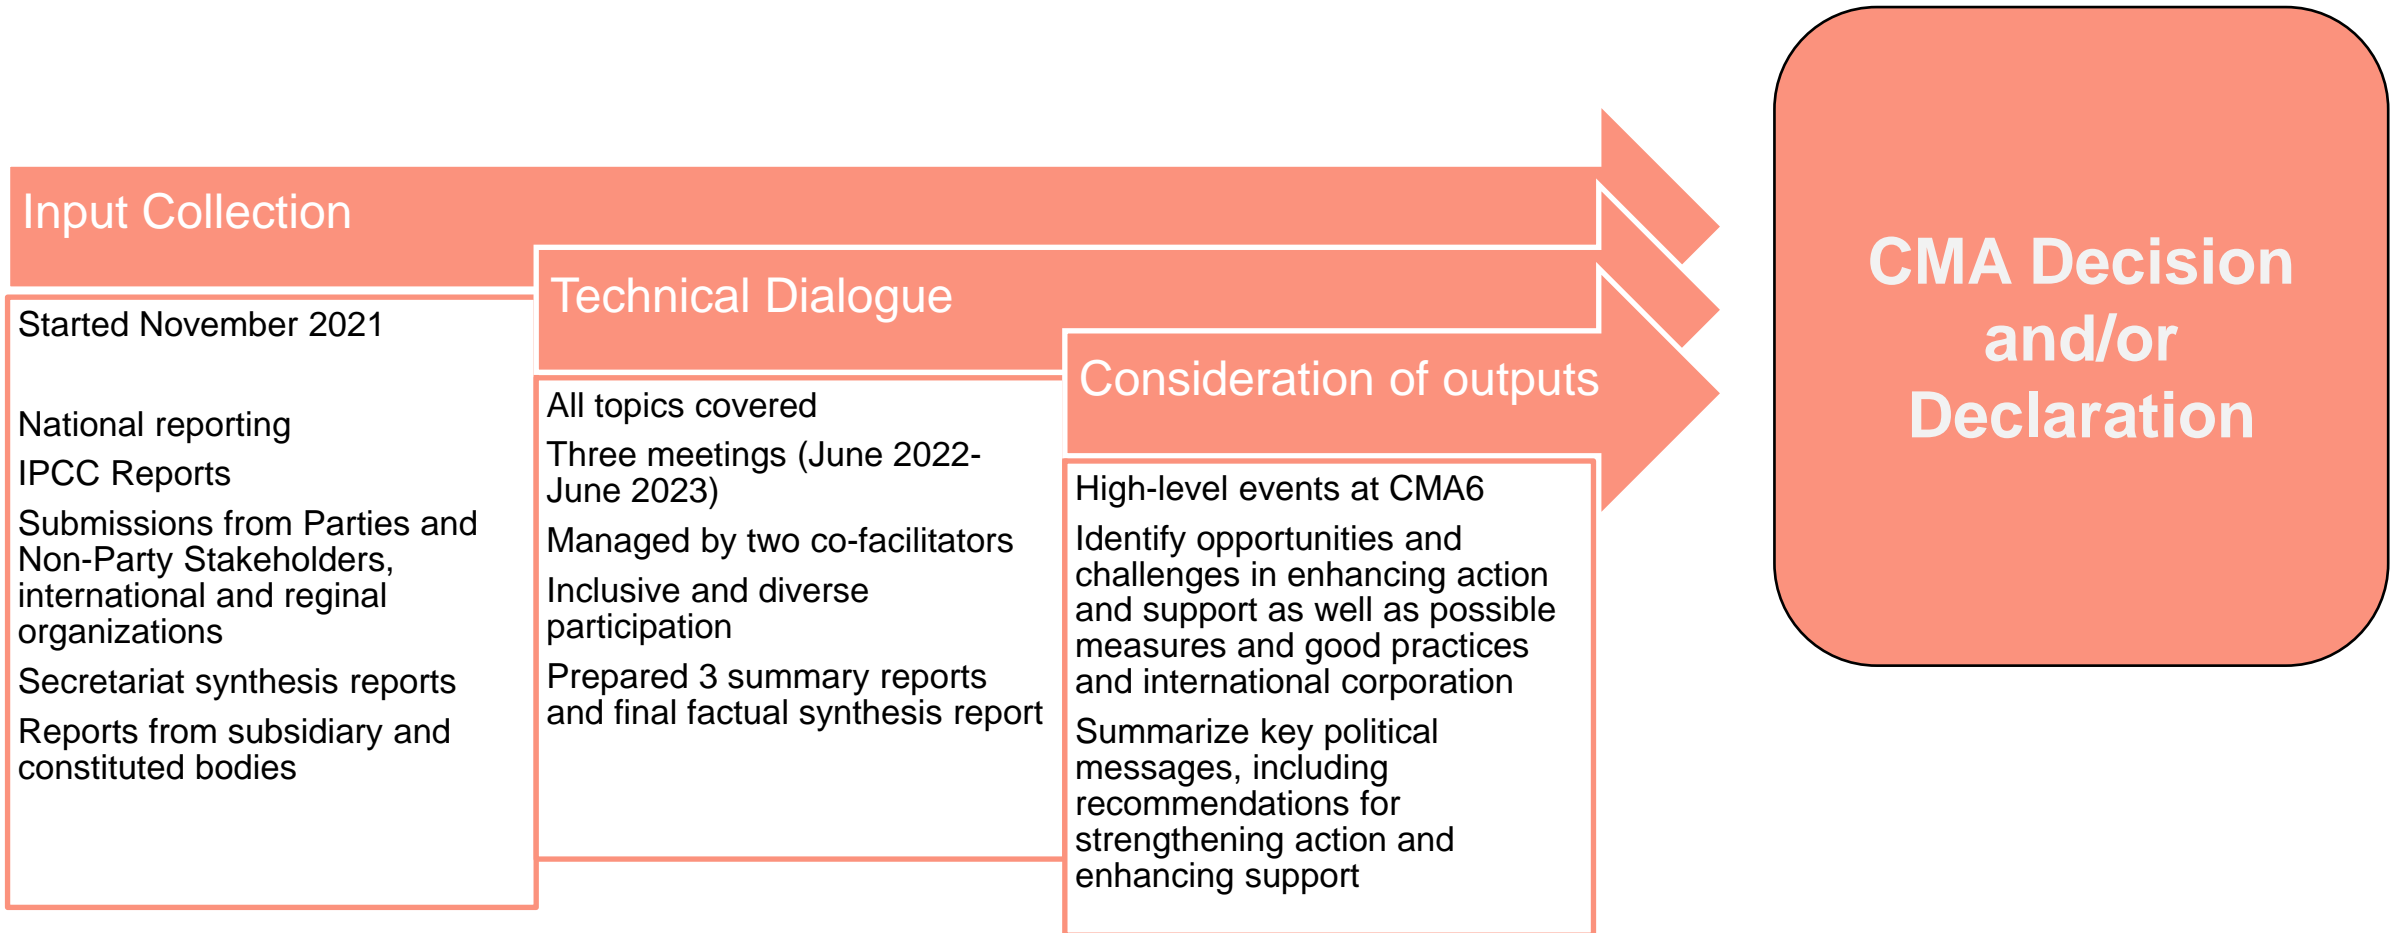 Input Collection
Started November 2021
National reporting
IPCC Reports
Submissions from Parties and
Non-Party Stakeholders,
international and reginal
organizations
Secretariat synthesis reports
Reports from subsidiary and
constituted bodies
Technical Dialogue
All topics covered
Three meetings (June 2022-
June 2023)
Managed by two co-facilitators
Inclusive and diverse
participation
Prepared 3 summary reports
and final factual synthesis report
Consideration of outputs
High-level events at CMA6
Identify opportunities and
challenges in enhancing action
and support as well as possible
measures and good practices
and international corporation
Summarize key political
messages, including
recommendations for
strengthening action and
enhancing support
CMA Decision
and/or
Declaration